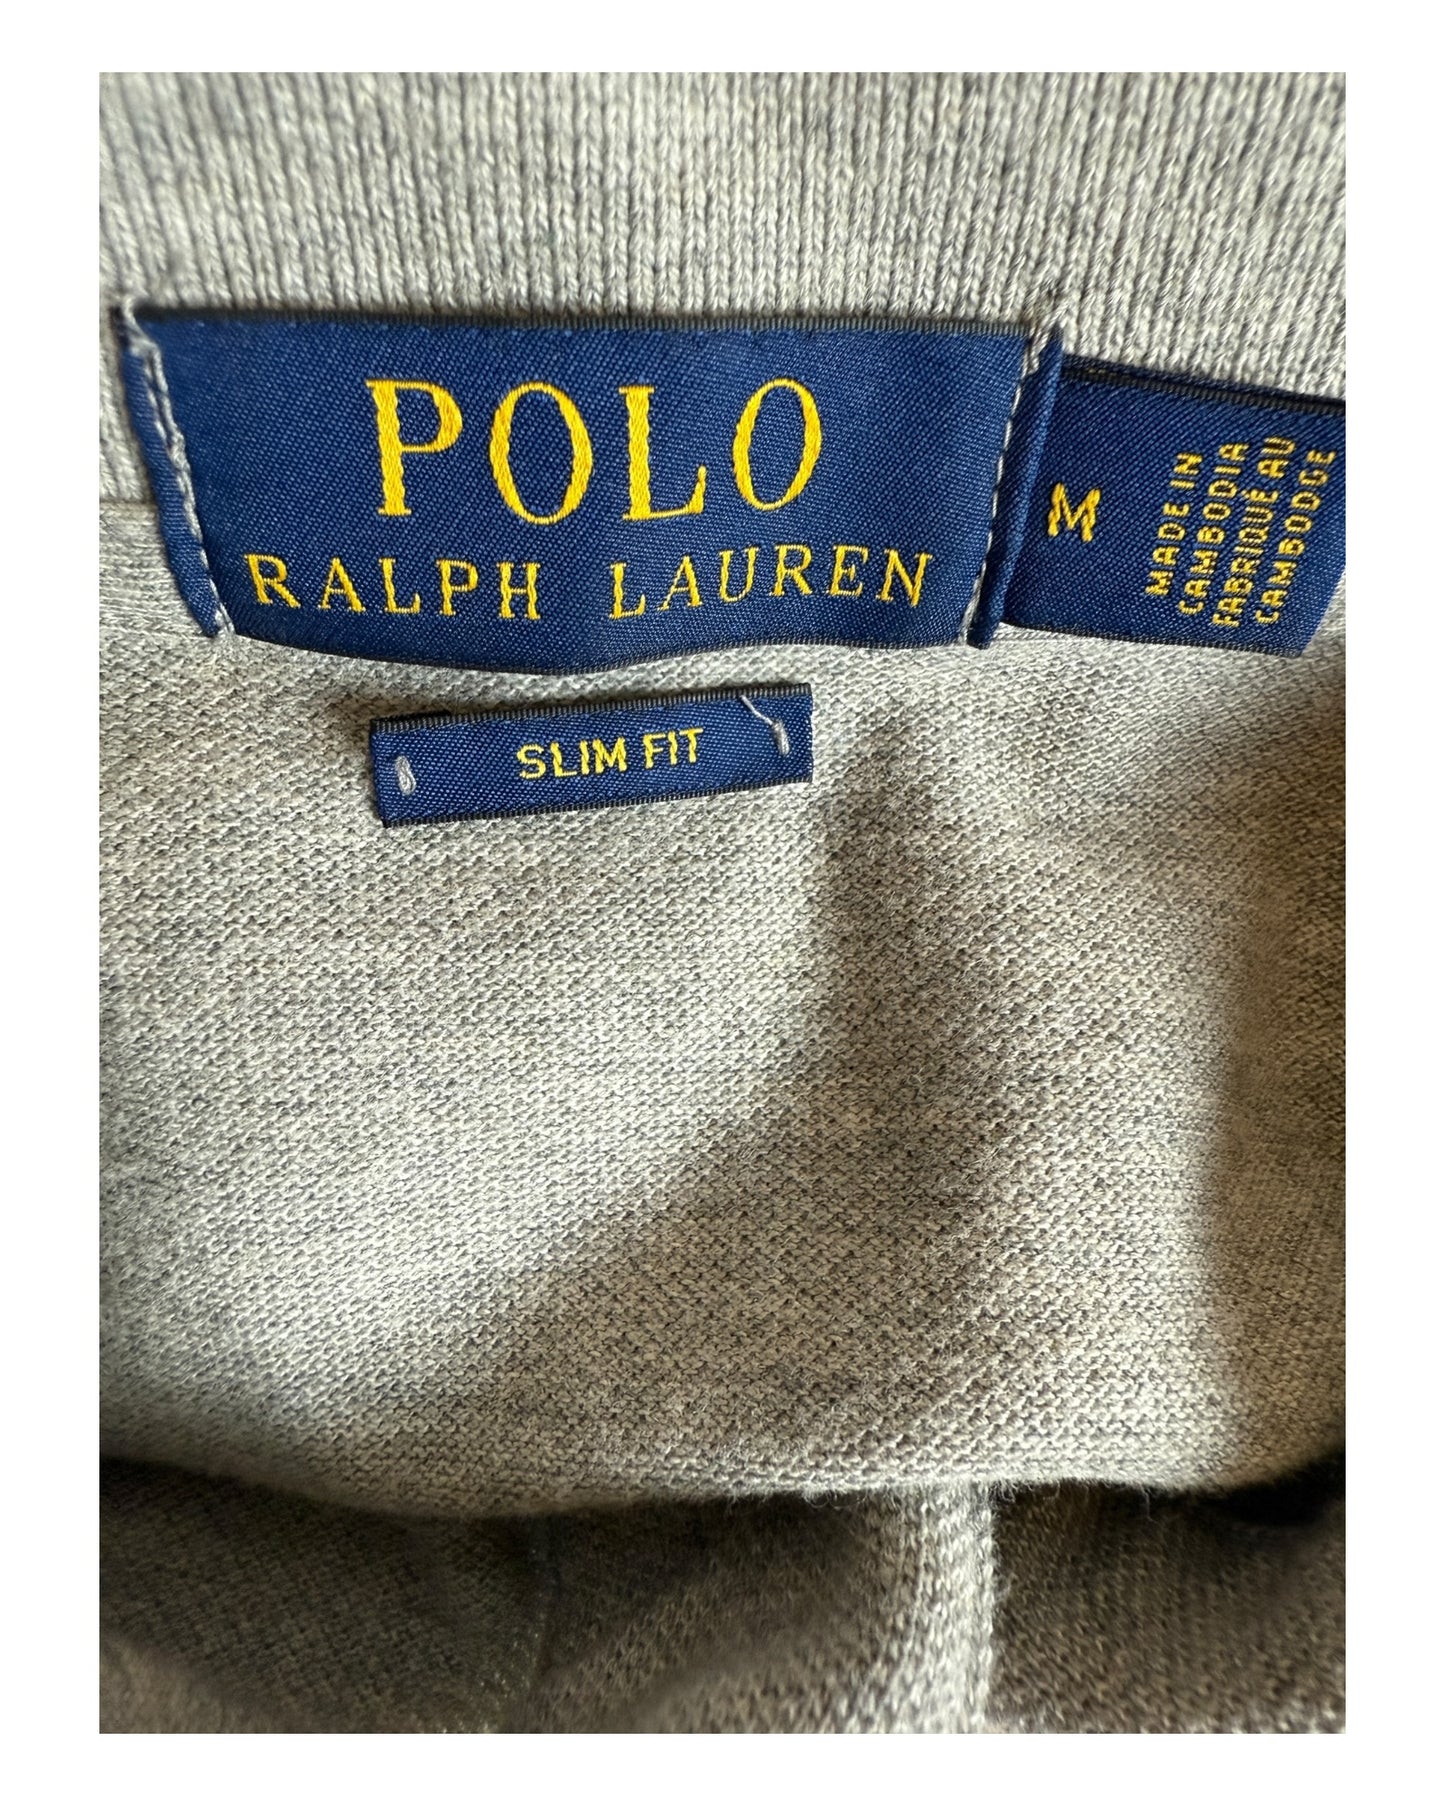 POLO
RALPH LAUREN
M
MADE IN
CAMBODIA
FABRIQUÉ AU
CAMBODGE
SLIM FIT